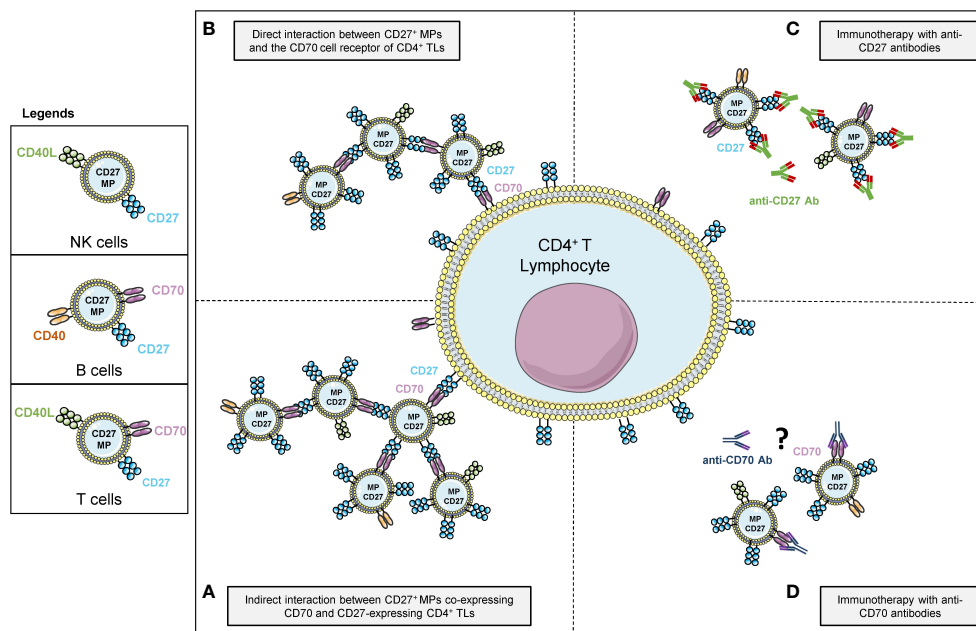 Legends
CD40L
CD27
MP
CD27
NK cells
CD27
MP
CD70
CD40
CD27
B cells
CD40L
CD27
MP
CD70
CD27
T cells
B
Direct interaction between CD27⁺ MPs
and the CD70 cell receptor of CD4⁺ TLs
MP
CD27
MP
CD27
MP
CD27
CD27
CD70
C
Immunotherapy with anti-
CD27 antibodies
MP
CD27
MP
CD27
CD27
anti-CD27 Ab
CD4⁺ T
Lymphocyte
CD27
CD70
MP
CD27
MP
CD27
MP
CD27
MP
CD27
MP
CD27
A
Indirect interaction between CD27⁺ MPs co-expressing
CD70 and CD27-expressing CD4⁺ TLs
?
anti-CD70 Ab
CD70
MP
CD27
MP
CD27
D
Immunotherapy with anti-
CD70 antibodies